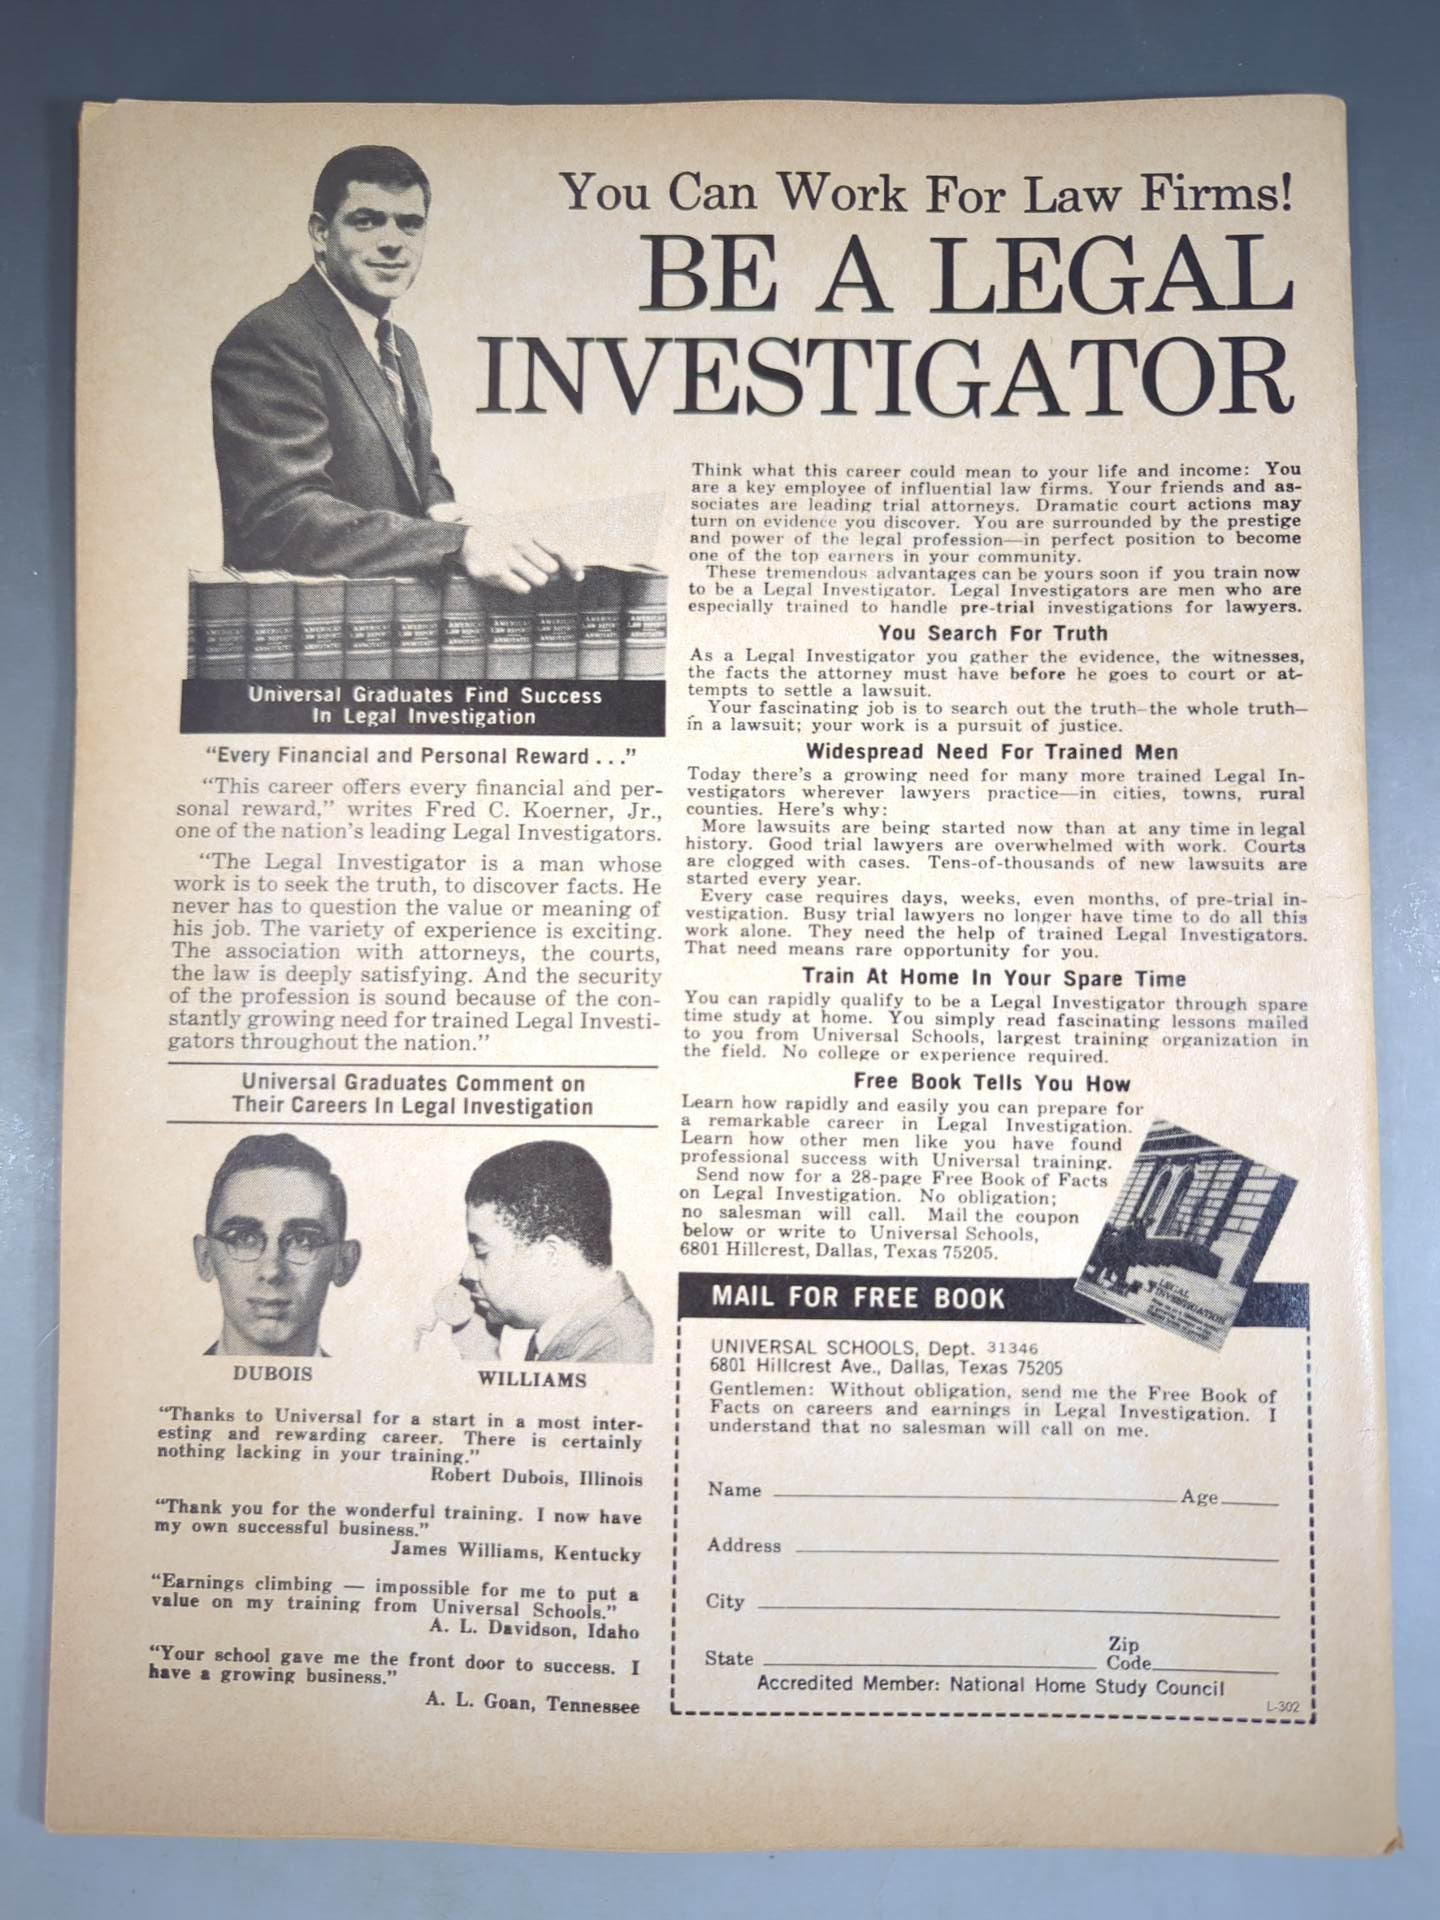 You Can Work For Law Firms!
BE A LEGAL
INVESTIGATOR
Universal Graduates Find Success
In Legal Investigation
"Every Financial and Personal Reward . . ."
"This career offers every financial and per-
sonal reward," writes Fred C. Koerner, Jr.,
one of the nation's leading Legal Investigators.
"The Legal Investigator is a man whose
work is to seek the truth, to discover facts. He
never has to question the value or meaning of
his job. The variety of experience is exciting.
The association with attorneys, the courts,
the law is deeply satisfying. And the security
of the profession is sound because of the con-
stantly growing need for trained Legal Investi-
gators throughout the nation."
Universal Graduates Comment on
Their Careers In Legal Investigation
DUBOIS
WILLIAMS
"Thanks to Universal for a start in a most inter-
esting and rewarding career. There is certainly
nothing lacking in your training."
Robert Dubois, Illinois
"Thank you for the wonderful training. I now have
my own successful business."
James Williams, Kentucky
"Earnings climbing — impossible for me to put a
value on my training from Universal Schools."
A. L. Davidson, Idaho
"Your school gave me the front door to success. I
have a growing business."
A. L. Goan, Tennessee
Think what this career could mean to your life and income: You
are a key employee of influential law firms. Your friends and as-
sociates are leading trial attorneys. Dramatic court actions may
turn on evidence you discover. You are surrounded by the prestige
and power of the legal profession—in perfect position to become
one of the top earners in your community.
These tremendous advantages can be yours soon if you train now
to be a Legal Investigator. Legal Investigators are men who are
especially trained to handle pre-trial investigations for lawyers.
You Search For Truth
As a Legal Investigator you gather the evidence, the witnesses,
the facts the attorney must have before he goes to court or at-
tempts to settle a lawsuit.
Your fascinating job is to search out the truth—the whole truth—
in a lawsuit; your work is a pursuit of justice.
Widespread Need For Trained Men
Today there's a growing need for many more trained Legal In-
vestigators wherever lawyers practice—in cities, towns, rural
counties. Here's why:
More lawsuits are being started now than at any time in legal
history. Good trial lawyers are overwhelmed with work. Courts
are clogged with cases. Tens-of-thousands of new lawsuits are
started every year.
Every case requires days, weeks, even months, of pre-trial in-
vestigation. Busy trial lawyers no longer have time to do all this
work alone. They need the help of trained Legal Investigators.
That need means rare opportunity for you.
Train At Home In Your Spare Time
You can rapidly qualify to be a Legal Investigator through spare
time study at home. You simply read fascinating lessons mailed
to you from Universal Schools, largest training organization in
the field. No college or experience required.
Free Book Tells You How
Learn how rapidly and easily you can prepare for
a remarkable career in Legal Investigation.
Learn how other men like you have found
professional success with Universal training.
Send now for a 28-page Free Book of Facts
on Legal Investigation. No obligation;
no salesman will call. Mail the coupon
below or write to Universal Schools,
6801 Hillcrest, Dallas, Texas 75205.
LEGAL
INVESTIGATION
MAIL FOR FREE BOOK
UNIVERSAL SCHOOLS, Dept. 31346
6801 Hillcrest Ave., Dallas, Texas 75205
Gentlemen: Without obligation, send me the Free Book of
Facts on careers and earnings in Legal Investigation. I
understand that no salesman will call on me.
Name Age
Address
City
State Zip Code
Accredited Member: National Home Study Council
L-302